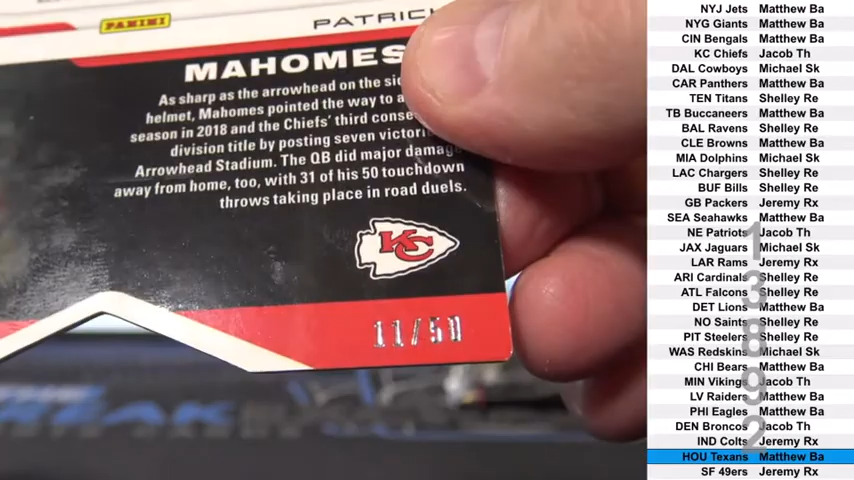 PANINI
PATRIC
MAHOMES
As sharp as the arrowhead on the si
helmet, Mahomes pointed the way to a
season in 2018 and the Chiefs' third conse
division title by posting seven victori
Arrowhead Stadium. The QB did major damag
away from home, too, with 31 of his 50 touchdown
throws taking place in road duels.
KC
11/50
THE
BREAK
NYJ Jets Matthew Ba
NYG Giants Matthew Ba
CIN Bengals Matthew Ba
KC Chiefs Jacob Th
DAL Cowboys Michael Sk
CAR Panthers Matthew Ba
TEN Titans Shelley Re
TB Buccaneers Matthew Ba
BAL Ravens Shelley Re
CLE Browns Matthew Ba
MIA Dolphins Michael Sk
LAC Chargers Shelley Re
BUF Bills Shelley Re
GB Packers Jeremy Rx
SEA Seahawks Matthew Ba
NE Patriots Jacob Th
JAX Jaguars Michael Sk
LAR Rams Jeremy Rx
ARI Cardinals Shelley Re
ATL Falcons Shelley Re
DET Lions Matthew Ba
NO Saints Shelley Re
PIT Steelers Shelley Re
WAS Redskins Michael Sk
CHI Bears Matthew Ba
MIN Vikings Jacob Th
LV Raiders Matthew Ba
PHI Eagles Matthew Ba
DEN Broncos Jacob Th
IND Colts Jeremy Rx
HOU Texans Matthew Ba
SF 49ers Jeremy Rx
1
3
8
9
2